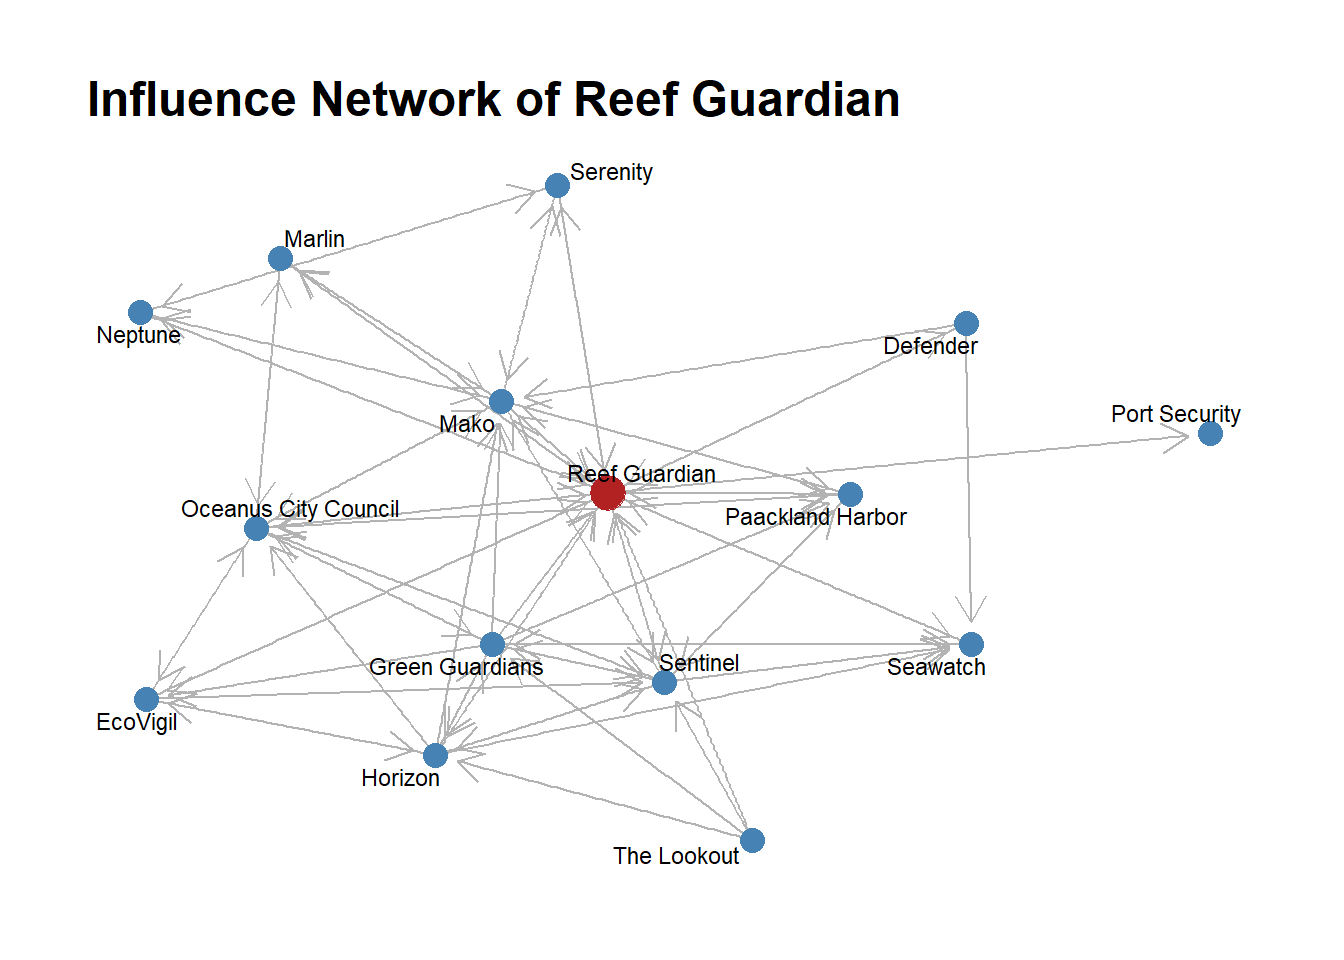 Influence Network of Reef Guardian
Serenity
Marlin
Neptune
Defender
Port Security
Mako
Reef Guardian
Oceanus City Council
Paackland Harbor
Green Guardians
Sentinel
Seawatch
EcoVigil
Horizon
The Lookout